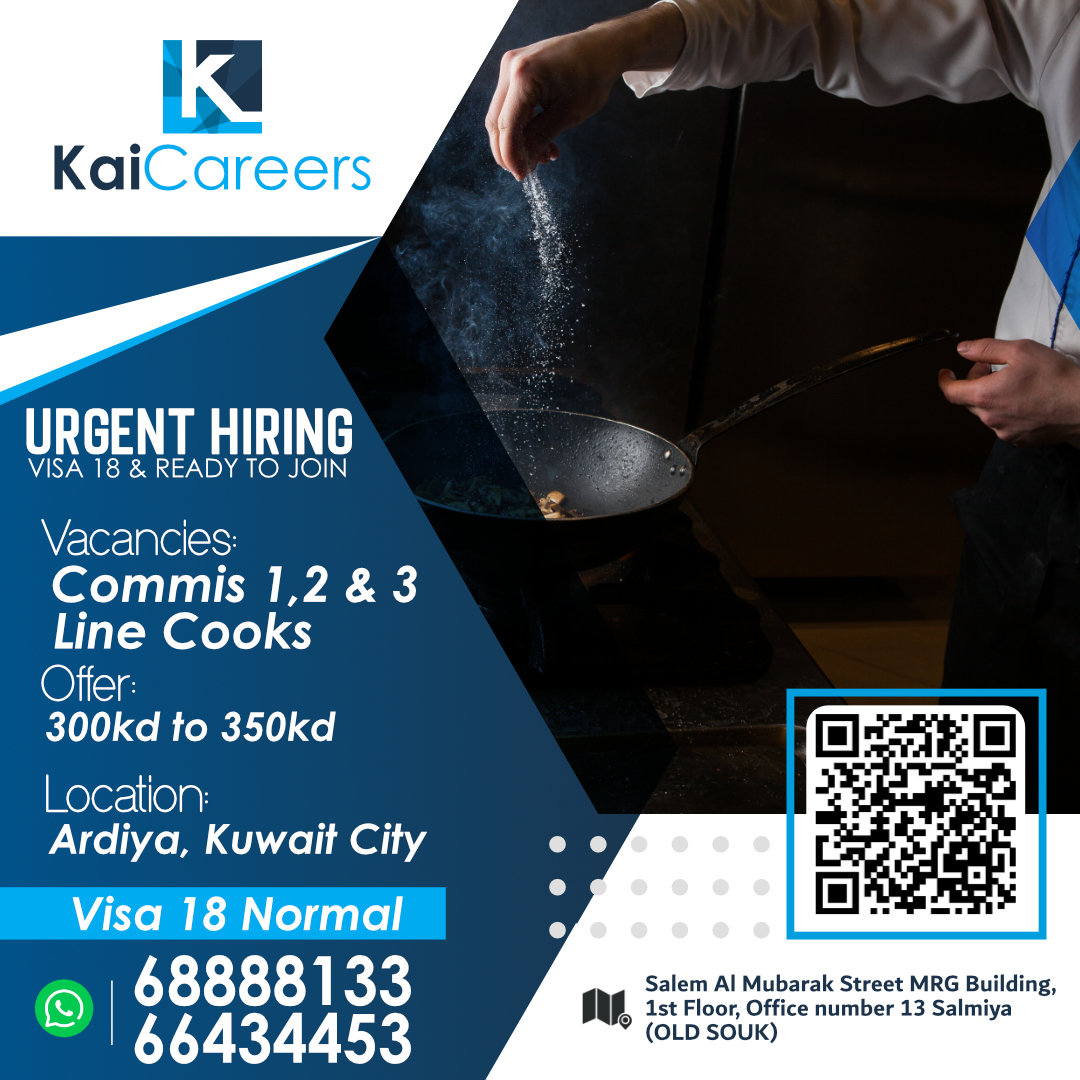 K
KaiCareers
URGENT HIRING
VISA 18 & READY TO JOIN
Vacancies:
Commis 1,2 & 3
Line Cooks
Offer:
300kd to 350kd
Location:
Ardiya, Kuwait City
Visa 18 Normal
68888133
66434453
Salem Al Mubarak Street MRG Building,
1st Floor, Office number 13 Salmiya
(OLD SOUK)